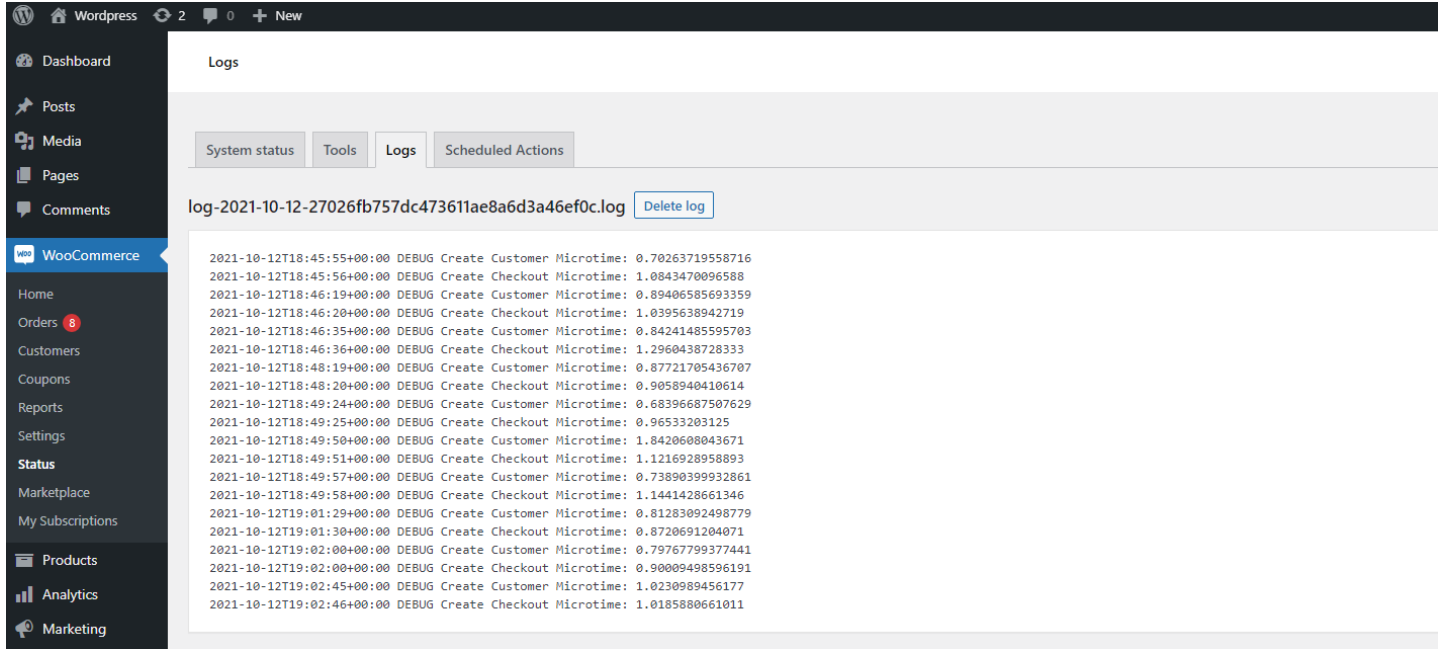 Wordpress 2 0 + New
Dashboard
Posts
Media
Pages
Comments
WOO WooCommerce
Home
Orders 8
Customers
Coupons
Reports
Settings
Status
Marketplace
My Subscriptions
Products
Analytics
Marketing
Logs
System status Tools Logs Scheduled Actions
log-2021-10-12-27026fb757dc473611ae8a6d3a46ef0c.log Delete log
2021-10-12T18:45:55+00:00 DEBUG Create Customer Microtime: 0.70263719558716
2021-10-12T18:45:56+00:00 DEBUG Create Checkout Microtime: 1.0843470096588
2021-10-12T18:46:19+00:00 DEBUG Create Customer Microtime: 0.89406585693359
2021-10-12T18:46:20+00:00 DEBUG Create Checkout Microtime: 1.0395638942719
2021-10-12T18:46:35+00:00 DEBUG Create Customer Microtime: 0.84241485595703
2021-10-12T18:46:36+00:00 DEBUG Create Checkout Microtime: 1.2960438728333
2021-10-12T18:48:19+00:00 DEBUG Create Customer Microtime: 0.87721705436707
2021-10-12T18:48:20+00:00 DEBUG Create Checkout Microtime: 0.9058940410614
2021-10-12T18:49:24+00:00 DEBUG Create Customer Microtime: 0.68396687507629
2021-10-12T18:49:25+00:00 DEBUG Create Checkout Microtime: 0.96533203125
2021-10-12T18:49:50+00:00 DEBUG Create Customer Microtime: 1.8420608043671
2021-10-12T18:49:51+00:00 DEBUG Create Checkout Microtime: 1.1216928958893
2021-10-12T18:49:57+00:00 DEBUG Create Customer Microtime: 0.73890399932861
2021-10-12T18:49:58+00:00 DEBUG Create Checkout Microtime: 1.1441428661346
2021-10-12T19:01:29+00:00 DEBUG Create Customer Microtime: 0.81283092498779
2021-10-12T19:01:30+00:00 DEBUG Create Checkout Microtime: 0.8720691204071
2021-10-12T19:02:00+00:00 DEBUG Create Customer Microtime: 0.79767799377441
2021-10-12T19:02:00+00:00 DEBUG Create Checkout Microtime: 0.90009498596191
2021-10-12T19:02:45+00:00 DEBUG Create Customer Microtime: 1.0230989456177
2021-10-12T19:02:46+00:00 DEBUG Create Checkout Microtime: 1.0185880661011